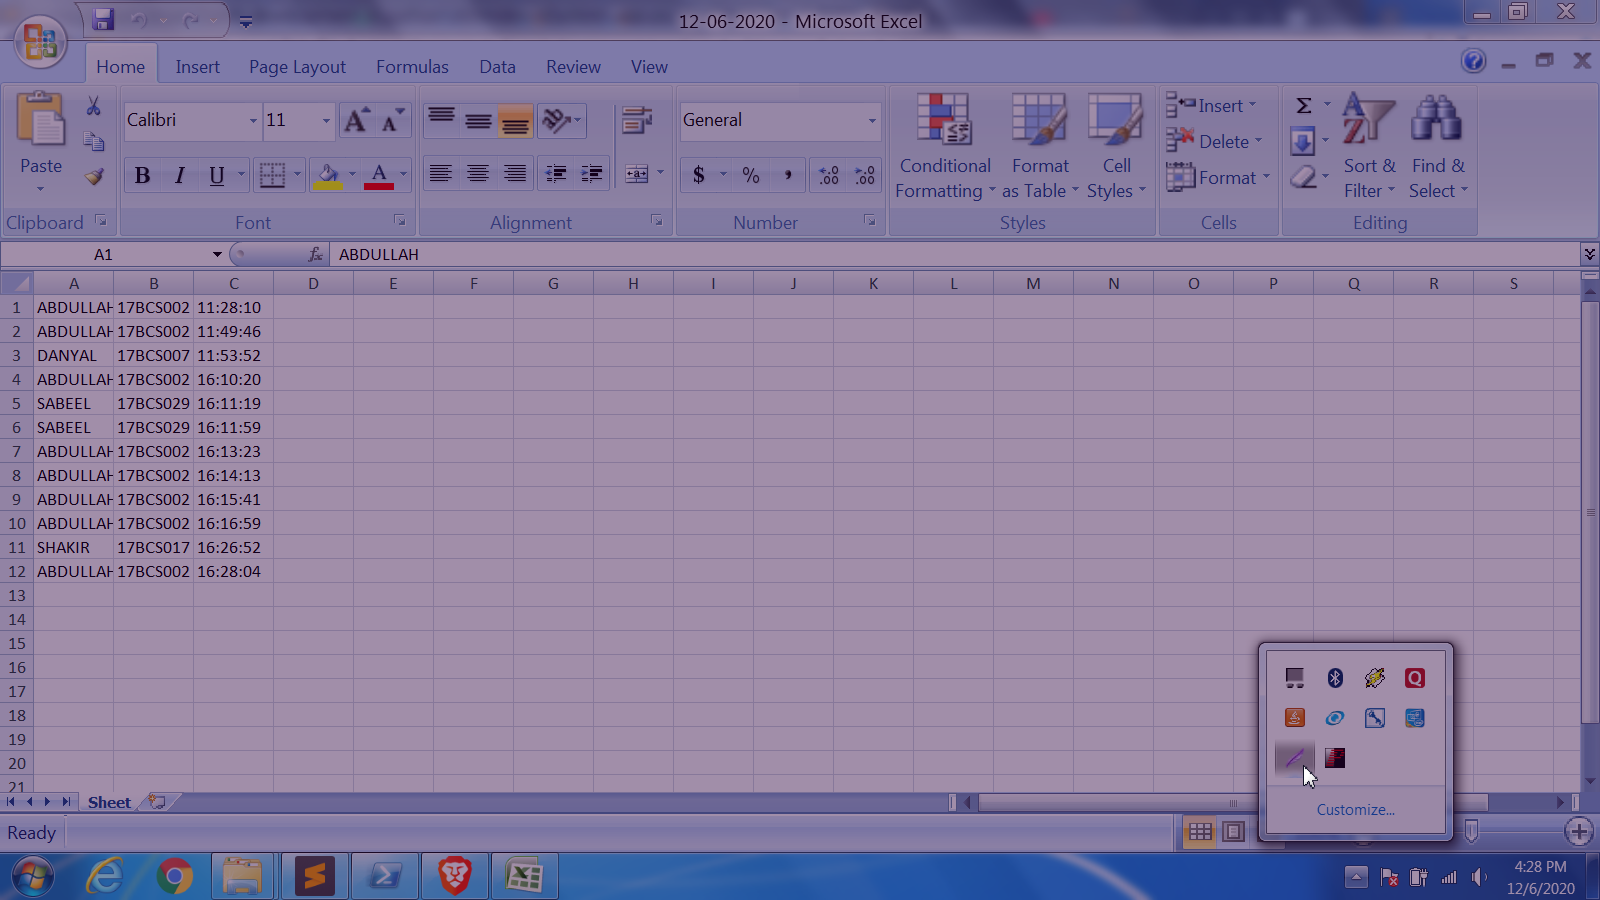 12-06-2020 - Microsoft Excel
Home Insert Page Layout Formulas Data Review View
Paste
Clipboard
Calibri 11
B I U
Font
Alignment
General
$ %
Number
Conditional Formatting
Format as Table
Cell Styles
Styles
Insert
Delete
Format
Cells
Σ
Sort & Filter
Find & Select
Editing
A1 fx ABDULLAH
A B C D E F G H I J K L M N O P Q R S
1 ABDULLAH 17BCS002 11:28:10
2 ABDULLAH 17BCS002 11:49:46
3 DANYAL 17BCS007 11:53:52
4 ABDULLAH 17BCS002 16:10:20
5 SABEEL 17BCS029 16:11:19
6 SABEEL 17BCS029 16:11:59
7 ABDULLAH 17BCS002 16:13:23
8 ABDULLAH 17BCS002 16:14:13
9 ABDULLAH 17BCS002 16:15:41
10 ABDULLAH 17BCS002 16:16:59
11 SHAKIR 17BCS017 16:26:52
12 ABDULLAH 17BCS002 16:28:04
13
14
15
16
17
18
19
20
21
Sheet
Customize...
Ready
4:28 PM
12/6/2020